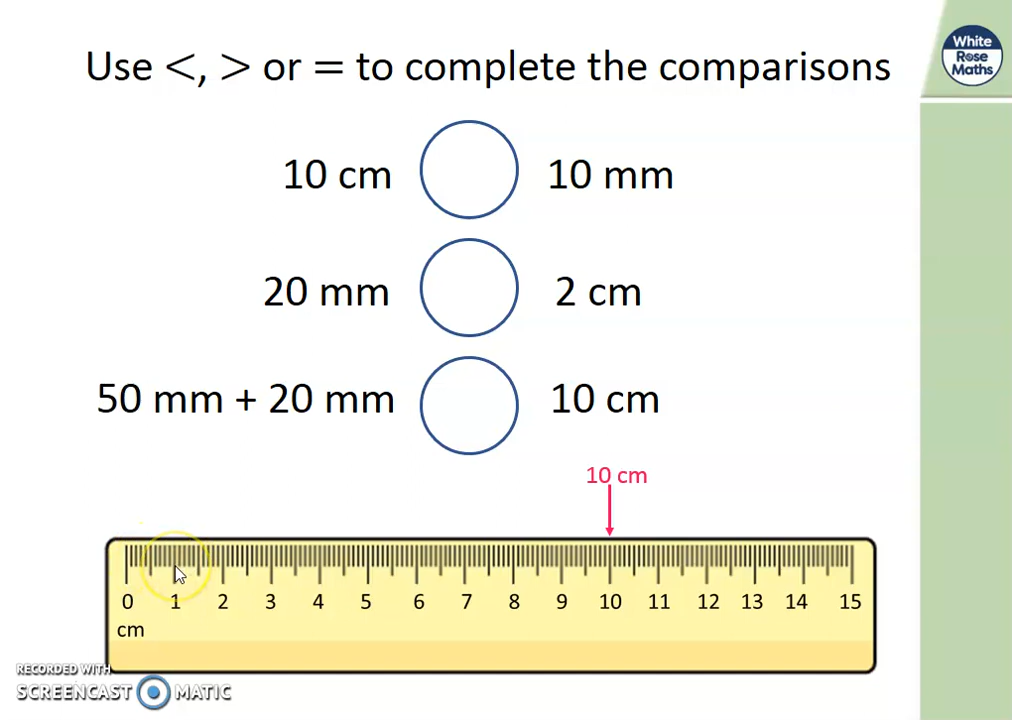 Use <, > or = to complete the comparisons
White
Rose
Maths
10 cm 10 mm
20 mm 2 cm
50 mm + 20 mm 10 cm
10 cm
0 1 2 3 4 5 6 7 8 9 10 11 12 13 14 15
cm
RECORDED WITH
SCREENCAST MATIC